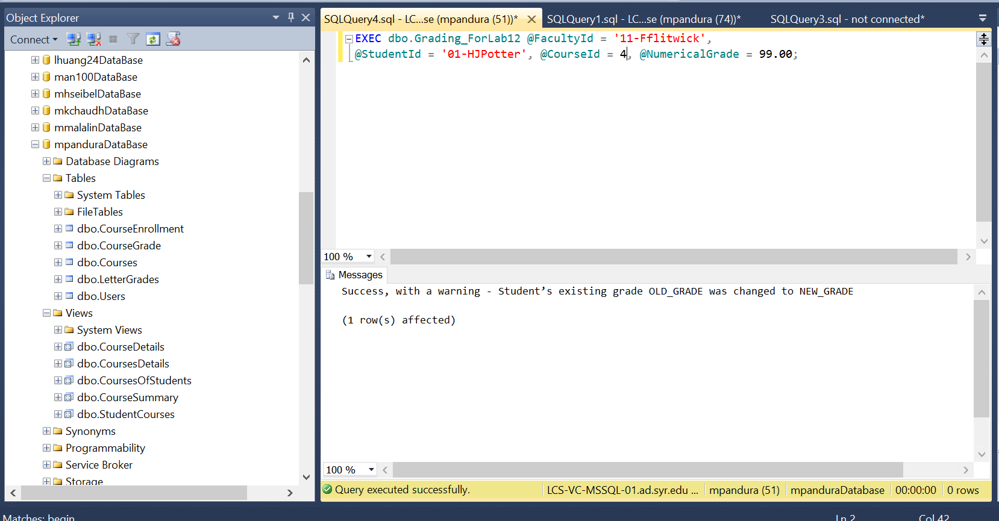 Object Explorer
Connect
lhuang24DataBase
man100DataBase
mhseibelDataBase
mkchaudhDataBase
mmalalinDataBase
mpanduraDataBase
Database Diagrams
Tables
System Tables
FileTables
dbo.CourseEnrollment
dbo.CourseGrade
dbo.Courses
dbo.LetterGrades
dbo.Users
Views
System Views
dbo.CourseDetails
dbo.CoursesDetails
dbo.CoursesOfStudents
dbo.CourseSummary
dbo.StudentCourses
Synonyms
Programmability
Service Broker
Storage
SQLQuery4.sql - LC...se (mpandura (51))* SQLQuery1.sql - LC...se (mpandura (74))* SQLQuery3.sql - not connected*
EXEC dbo.Grading_ForLab12 @FacultyId = '11-Fflitwick',
@StudentId = '01-HJPotter', @CourseId = 4, @NumericalGrade = 99.00;
100 %
Messages
Success, with a warning - Student’s existing grade OLD_GRADE was changed to NEW_GRADE
(1 row(s) affected)
100 %
Query executed successfully. LCS-VC-MSSQL-01.ad.syr.edu ... mpandura (51) mpanduraDatabase 00:00:00 0 rows
Matches: begin Ln 2 Col 42